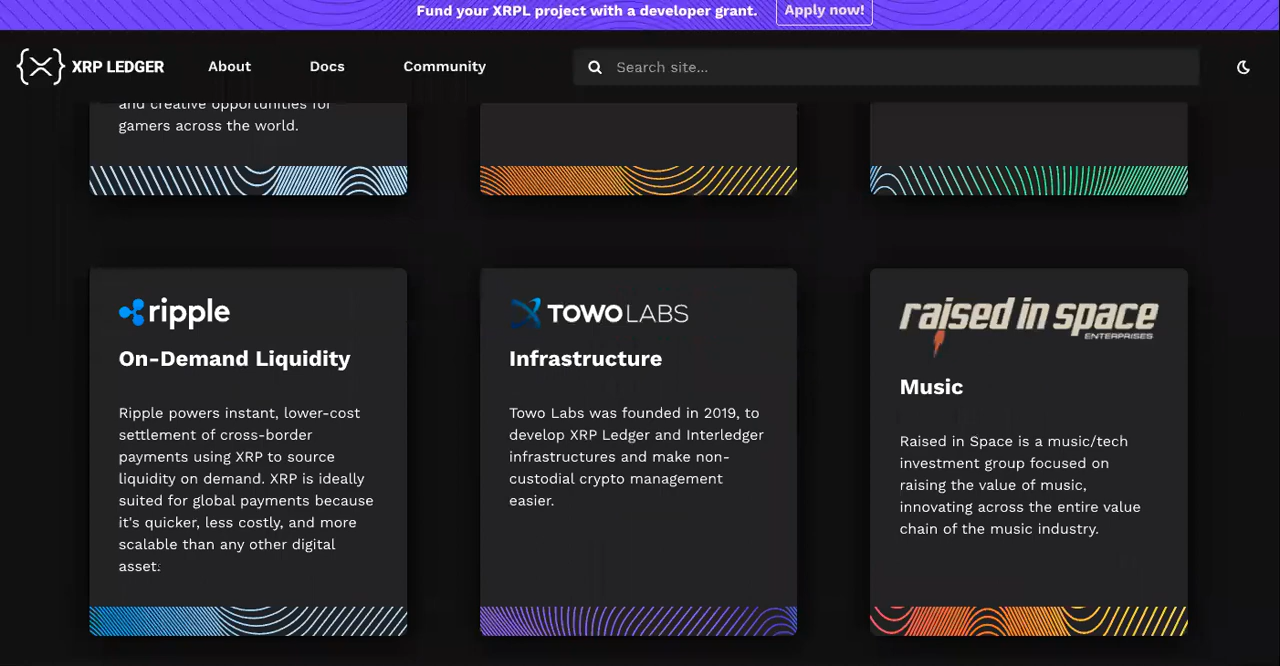 Fund your XRPL project with a developer grant. Apply now!
XRP LEDGER About Docs Community Search site...
and creative opportunities for
gamers across the world.
ripple
On-Demand Liquidity
Ripple powers instant, lower-cost
settlement of cross-border
payments using XRP to source
liquidity on demand. XRP is ideally
suited for global payments because
it's quicker, less costly, and more
scalable than any other digital
asset.
TOWO LABS
Infrastructure
Towo Labs was founded in 2019, to
develop XRP Ledger and Interledger
infrastructures and make non-
custodial crypto management
easier.
raised in space
ENTERPRISES
Music
Raised in Space is a music/tech
investment group focused on
raising the value of music,
innovating across the entire value
chain of the music industry.